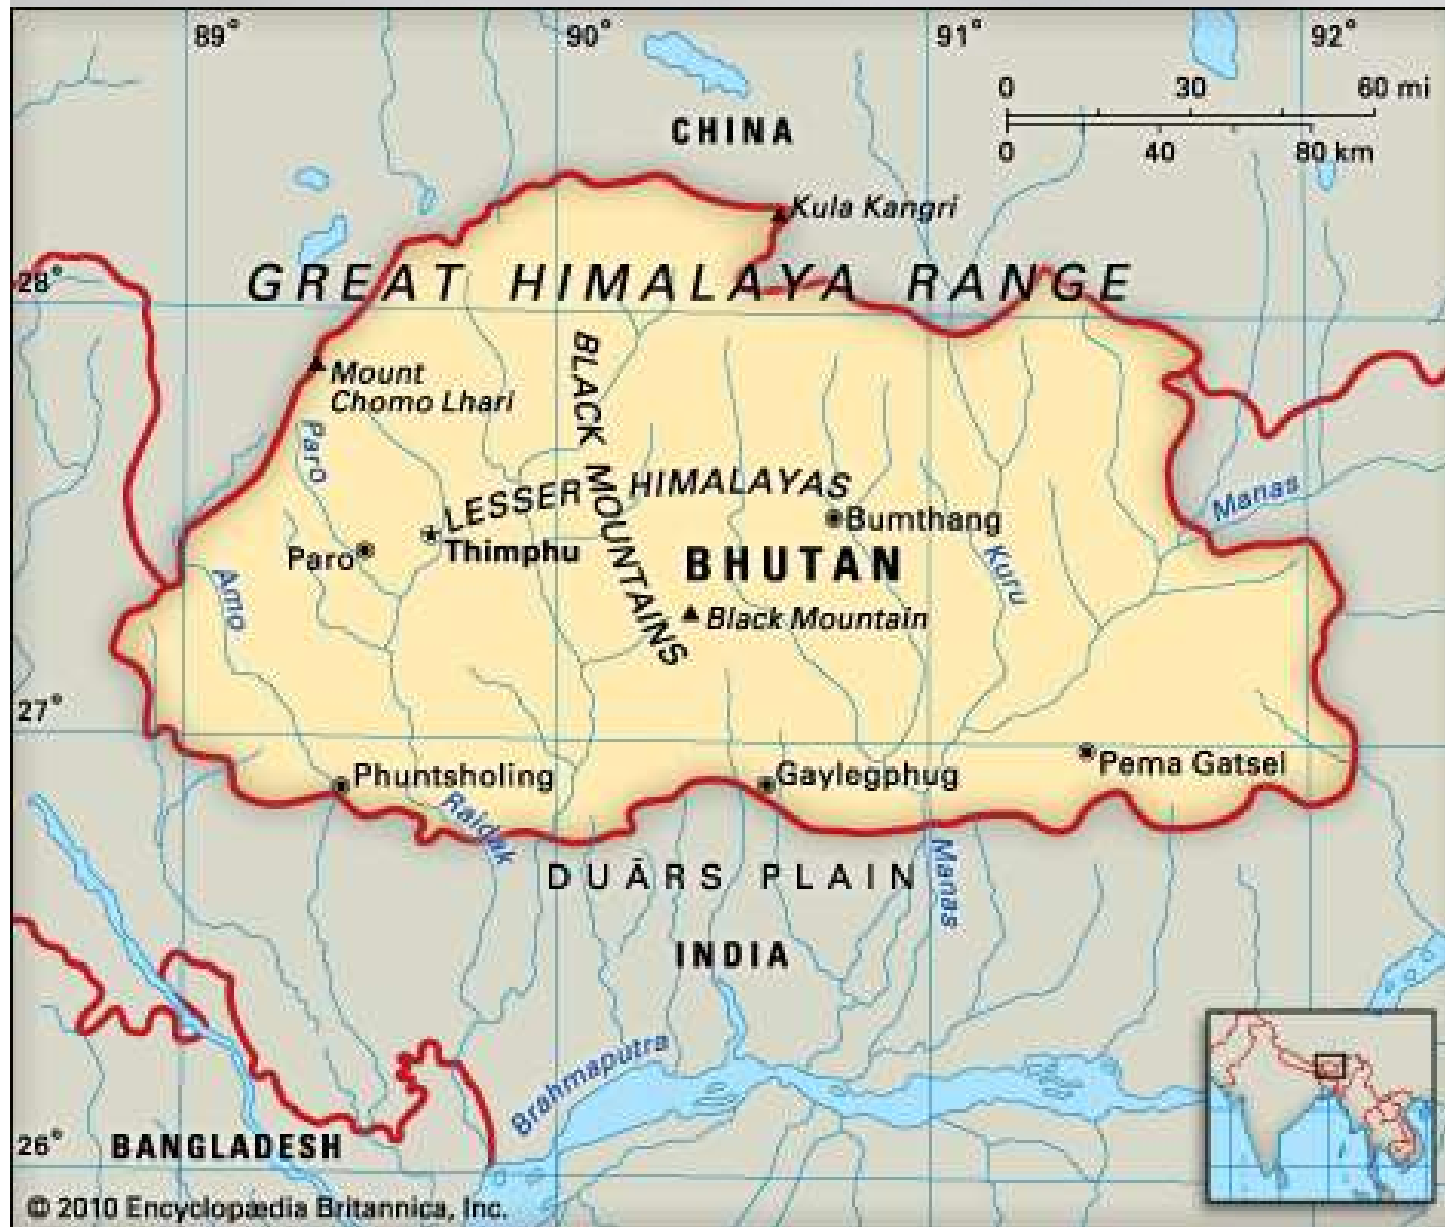 89°
90°
91°
92°
0 30 60 mi
0 40 80 km
CHINA
Kula Kangri
28°
GREAT HIMALAYA RANGE
BLACK MOUNTAINS
Mount
Chomo Lhari
Paro
LESSER HIMALAYAS
Manas
Bumthang
Thimphu
Paro
BHUTAN
Kuru
Amo
Black Mountain
27°
Phuntsholing
Gaylegphug
Pema Gatsel
Raidak
DUĀRS PLAIN
Manas
INDIA
Brahmaputra
26°
BANGLADESH
© 2010 Encyclopædia Britannica, Inc.